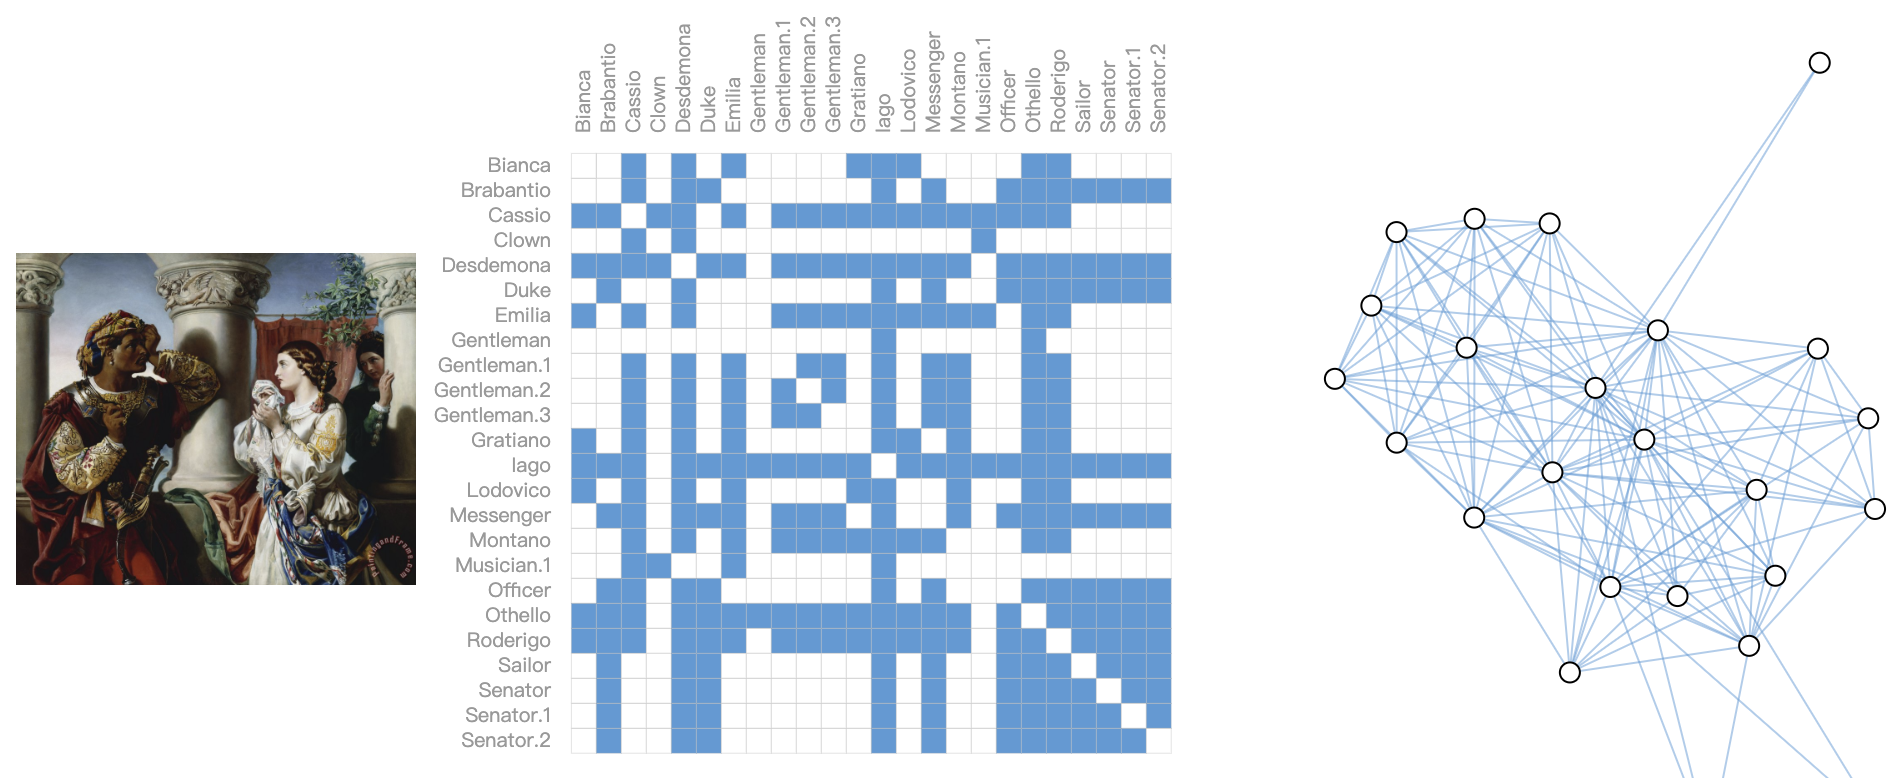 Bianca
Brabantio
Cassio
Clown
Desdemona
Duke
Emilia
Gentleman
Gentleman.1
Gentleman.2
Gentleman.3
Gratiano
Iago
Lodovico
Messenger
Montano
Musician.1
Officer
Othello
Roderigo
Sailor
Senator
Senator.1
Senator.2
Bianca
Brabantio
Cassio
Clown
Desdemona
Duke
Emilia
Gentleman
Gentleman.1
Gentleman.2
Gentleman.3
Gratiano
Iago
Lodovico
Messenger
Montano
Musician.1
Officer
Othello
Roderigo
Sailor
Senator
Senator.1
Senator.2
PaintingandFrame.com